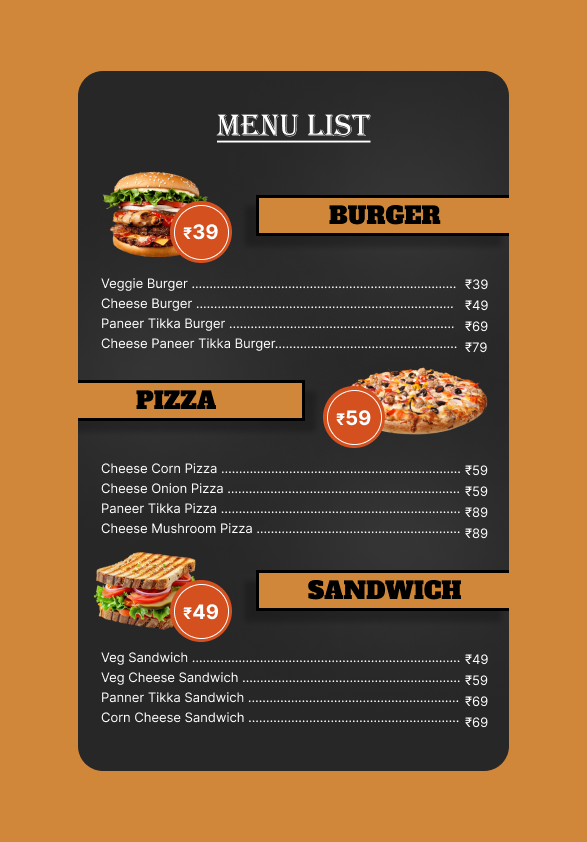 MENU LIST
₹39
BURGER
Veggie Burger .......................................................................... ₹39
Cheese Burger ........................................................................ ₹49
Paneer Tikka Burger ............................................................... ₹69
Cheese Paneer Tikka Burger.................................................. ₹79
PIZZA
₹59
Cheese Corn Pizza ................................................................... ₹59
Cheese Onion Pizza ................................................................. ₹59
Paneer Tikka Pizza ................................................................... ₹89
Cheese Mushroom Pizza ......................................................... ₹89
₹49
SANDWICH
Veg Sandwich ........................................................................... ₹49
Veg Cheese Sandwich ............................................................. ₹59
Panner Tikka Sandwich ........................................................... ₹69
Corn Cheese Sandwich ........................................................... ₹69